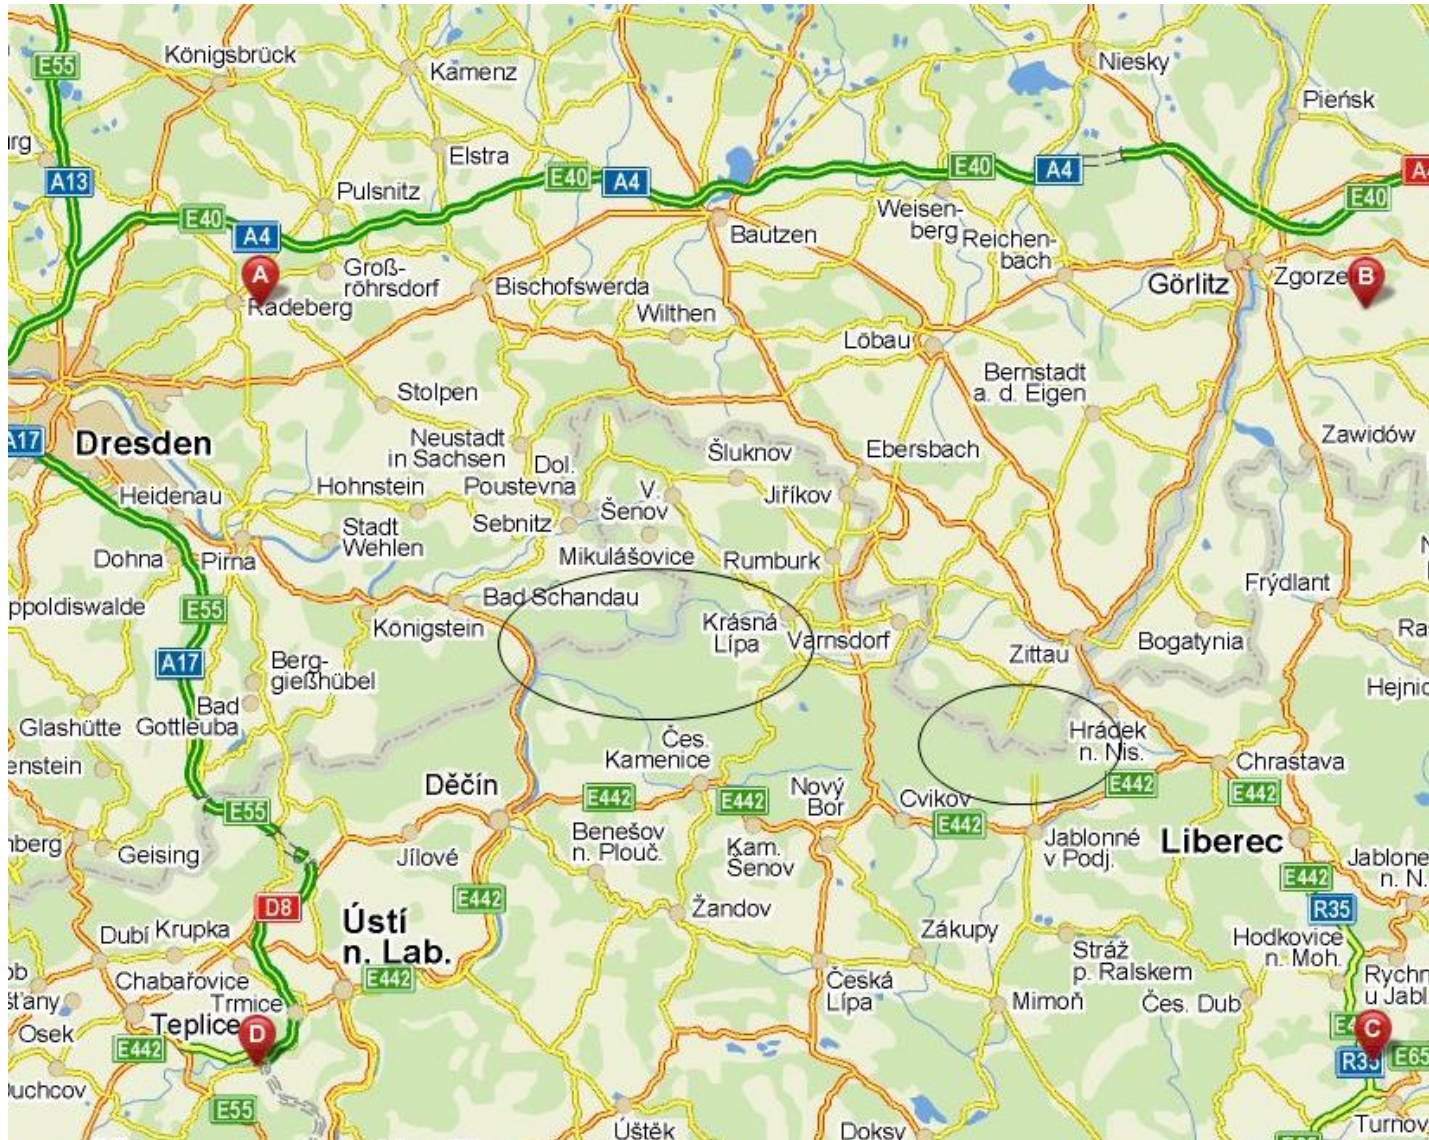 E55
Königsbrück
Kamenz
Niesky
Pieńsk
Elstra
A13
Pulsnitz
E40
A4
E40
A4
E40
A4
E40
Weisen-
berg
Bautzen
Reichen-
bach
E40
A4
A
Groß-
röhrsdorf
Radeberg
Bischofswerda
Wilthen
Löbau
Görlitz
B
Stolpen
Bernstadt
a. d. Eigen
A17
Dresden
Neustadt
in Sachsen
Šluknov
Ebersbach
Zawidów
Heidenau
Hohnstein
Dol.
Poustevna
V.
Šenov
Jiříkov
Stadt
Wehlen
Sebnitz
Mikulášovice
Rumburk
Dohna
Pirna
Frýdlant
E55
Bad Schandau
Königstein
Krásná
Lípa
Varnsdorf
Zittau
Bogatynia
A17
Berg-
gießhübel
Bad
Gottleuba
Glashütte
Hrádek
n. Nis.
Čes.
Kamenice
Chrastava
Děčín
E442
E442
Nový
Bor
Cvikov
E442
E442
E442
E55
Geising
Jílové
Benešov
n. Plouč.
Kam.
Šenov
Jablonné
v Podj.
Liberec
E442
E442
D8
Ústí
n. Lab.
Žandov
R35
n. N.
Dubí
Krupka
Zákupy
Stráž
p. Ralskem
Hodkovice
n. Moh.
Chabařovice
E442
Česká
Lípa
Mimoň
Čes. Dub
u Jabl.
Trmice
Osek
Teplice
D
E442
C
R35
E65
E55
Úštěk
Doksy